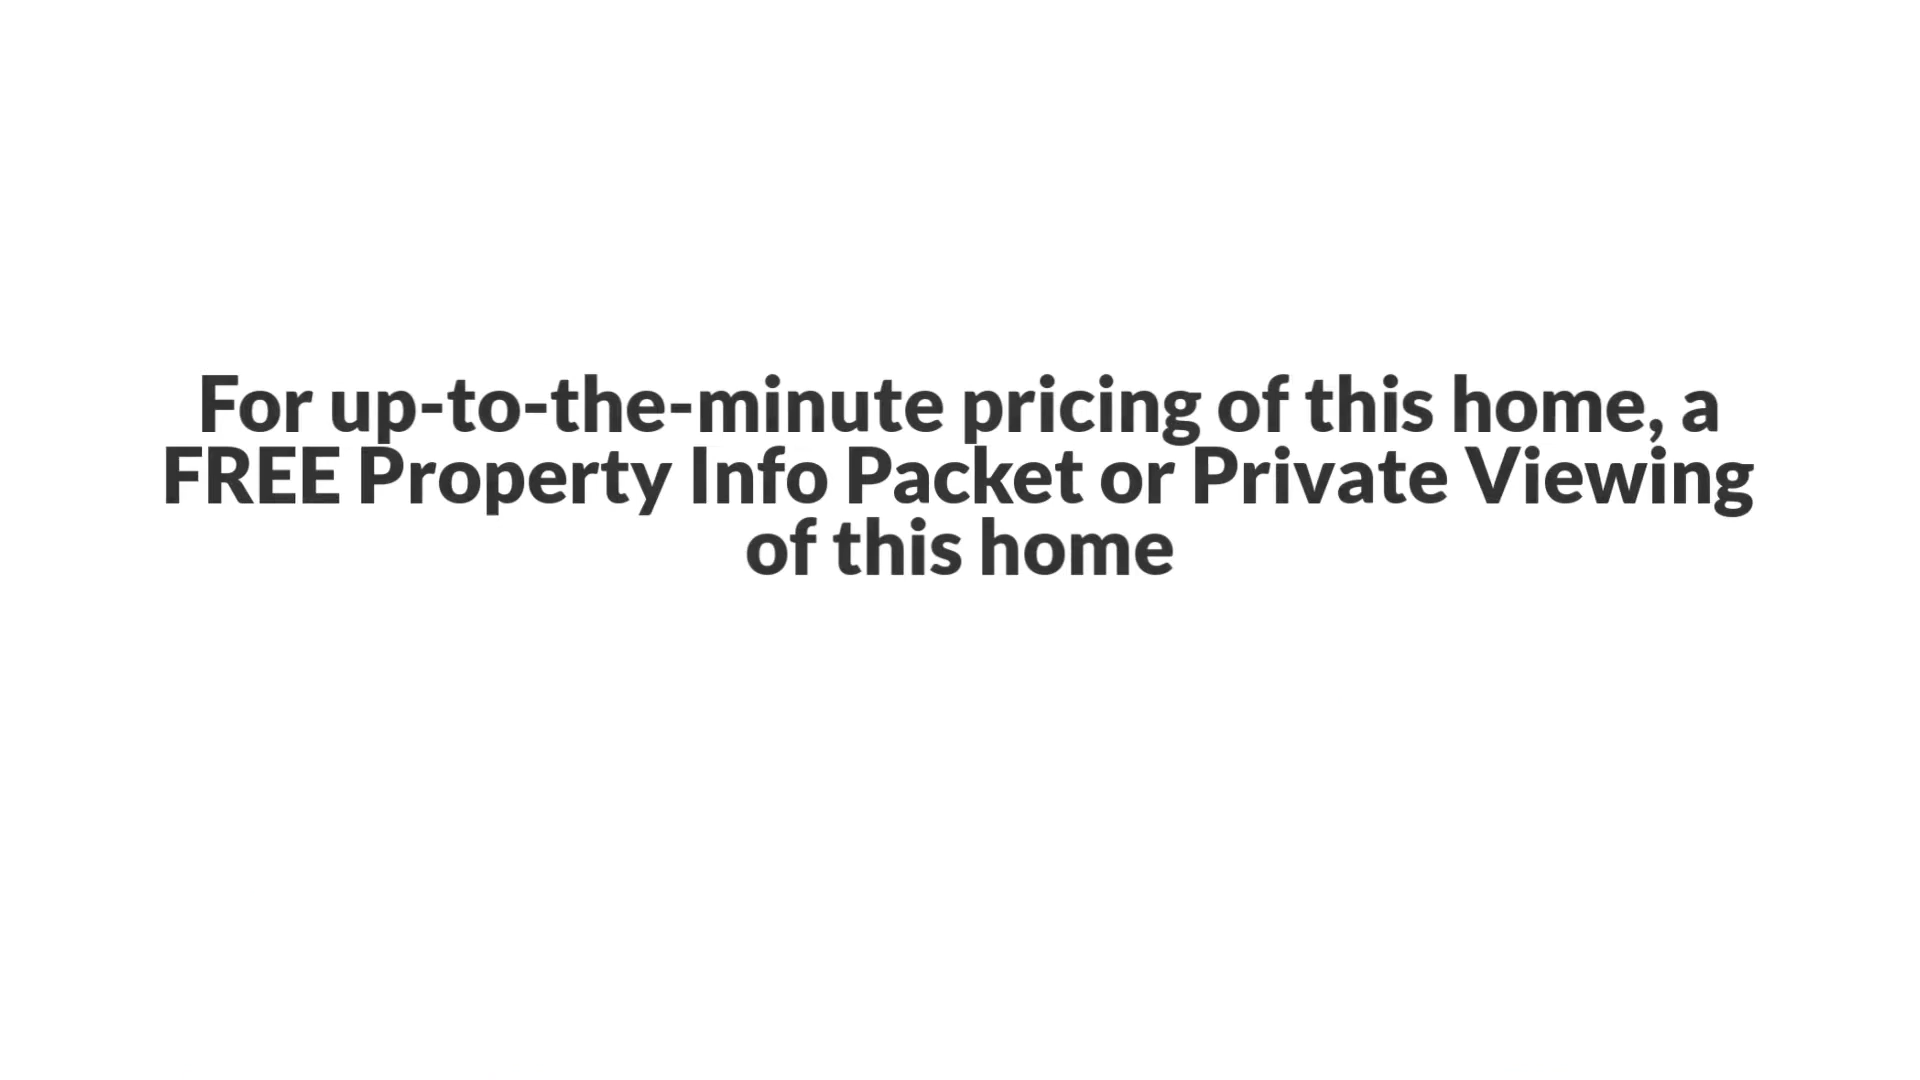 For up-to-the-minute pricing of this home, a
FREE Property Info Packet or Private Viewing
of this home